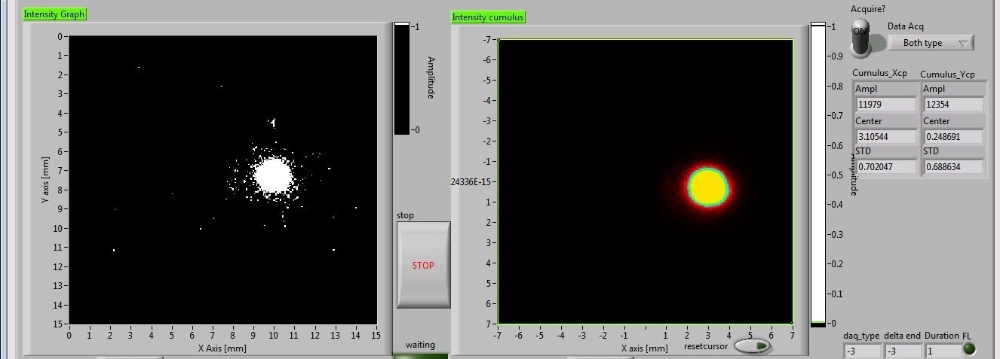 Intensity Graph
0
1
2
3
4
5
6
7
8
9
10
11
12
13
14
15
Y axis [mm]
0 1 2 3 4 5 6 7 8 9 10 11 12 13 14 15
X Axis [mm]
1
Amplitude
0
stop
STOP
waiting
Intensity cumulus
-7
-6
-5
-4
-3
-2
-1
24336E-15
1
2
3
4
5
6
7
-7 -6 -5 -4 -3 -2 -1 1 2 3 4 5 6 7
X axis [mm]
resetcursor
1
0.9
0.8
0.7
0.6
0.5
0.4
0.3
0.2
0.1
0
Amplitude
Acquire?
ON
Data Acq
Both type
Cumulus_Xcp Cumulus_Ycp
Ampl Ampl
11979 12354
Center Center
3.10544 0.248691
STD STD
0.702047 0.688634
daq_type delta end Duration FL
-3 -3 1